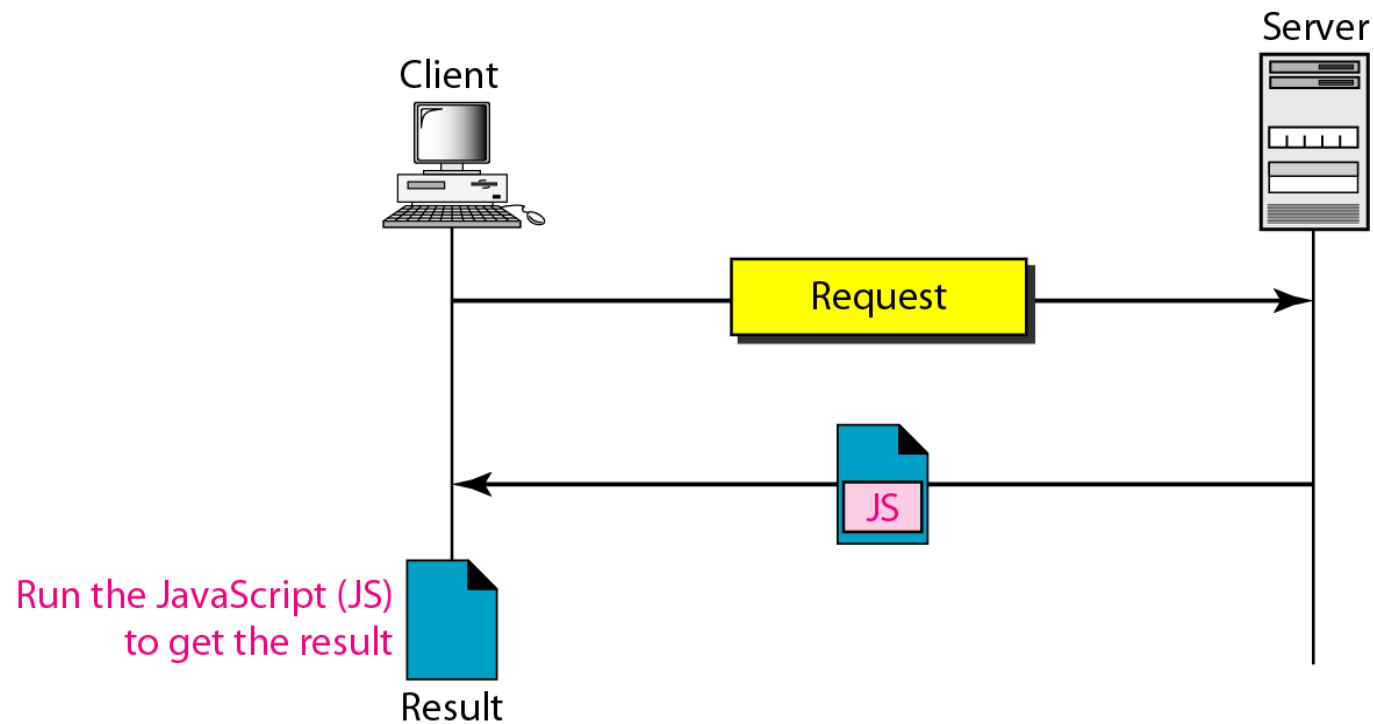 Server
Client
Request
JS
Run the JavaScript (JS)
to get the result
Result